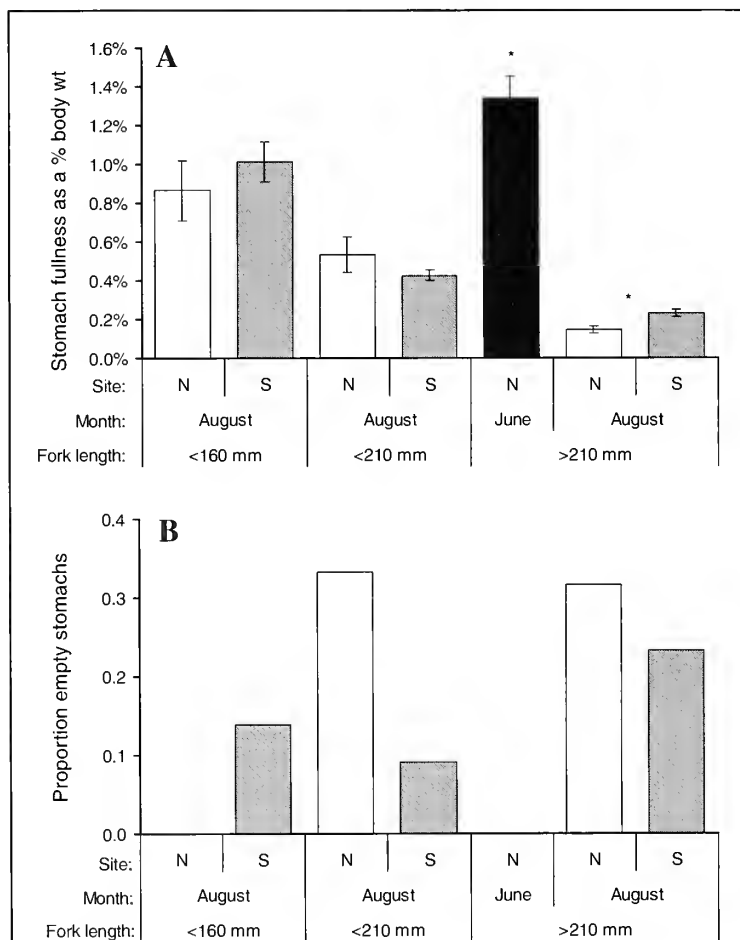 A
Stomach fullness as a % body wt
1.6%
1.4%
1.2%
1.0%
0.8%
0.6%
0.4%
0.2%
0.0%
*
*
Site: N S N S N N S
Month: August August June August
Fork length: <160 mm <210 mm >210 mm
B
Proportion empty stomachs
0.4
0.3
0.2
0.1
0.0
Site: N S N S N N S
Month: August August June August
Fork length: <160 mm <210 mm >210 mm